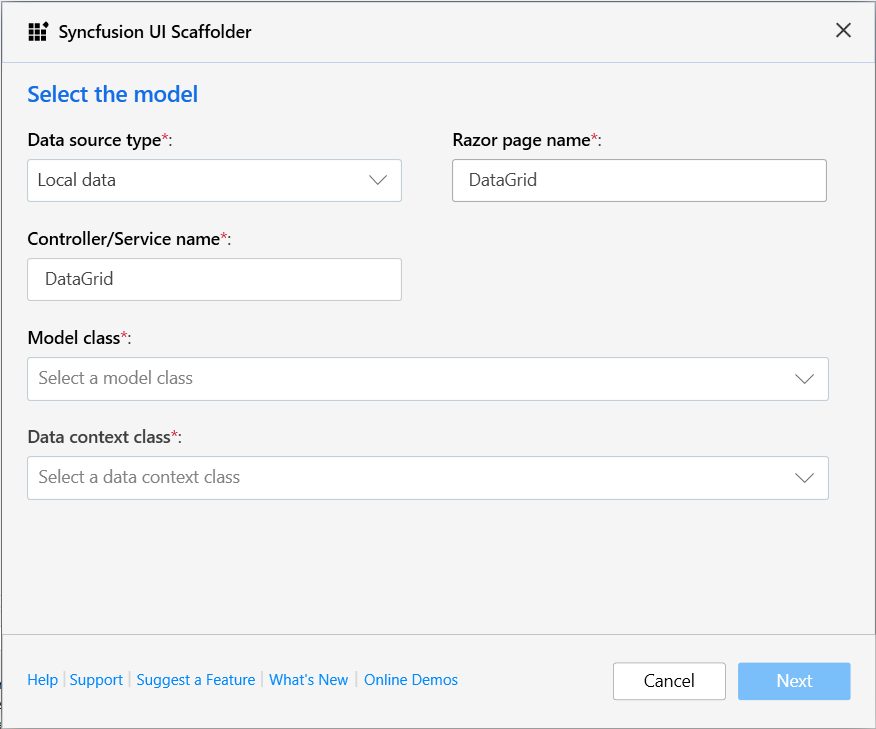 Syncfusion UI Scaffolder
Select the model
Data source type*:
Razor page name*:
Local data
DataGrid
Controller/Service name*:
DataGrid
Model class*:
Select a model class
Data context class*:
Select a data context class
Help | Support | Suggest a Feature | What's New | Online Demos
Cancel
Next